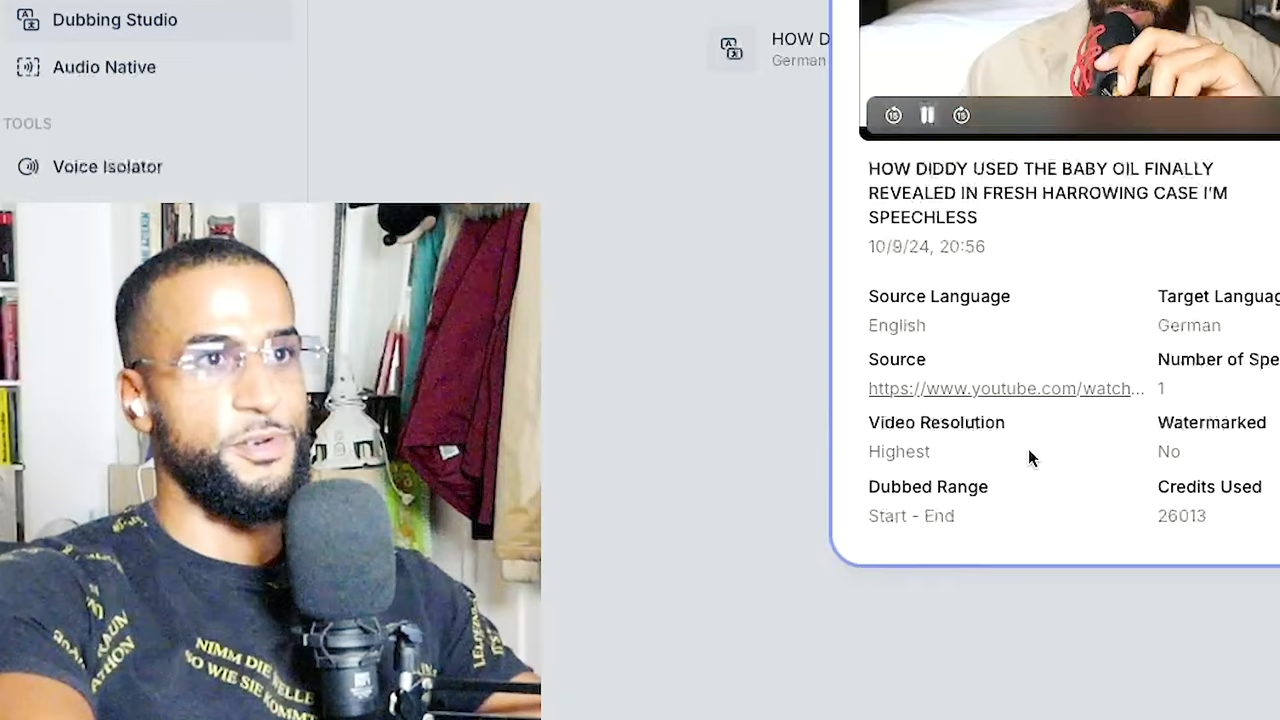 Dubbing Studio
Audio Native
TOOLS
Voice Isolator
HOW D
German
15
15
HOW DIDDY USED THE BABY OIL FINALLY
REVEALED IN FRESH HARROWING CASE I'M
SPEECHLESS
10/9/24, 20:56
Source Language
English
Target Languag
German
Source
https://www.youtube.com/watch...
Number of Spe
1
Video Resolution
Highest
Watermarked
No
Dubbed Range
Start - End
Credits Used
26013
NIMM DIE WELLE
SO WIE SIE KOMMT